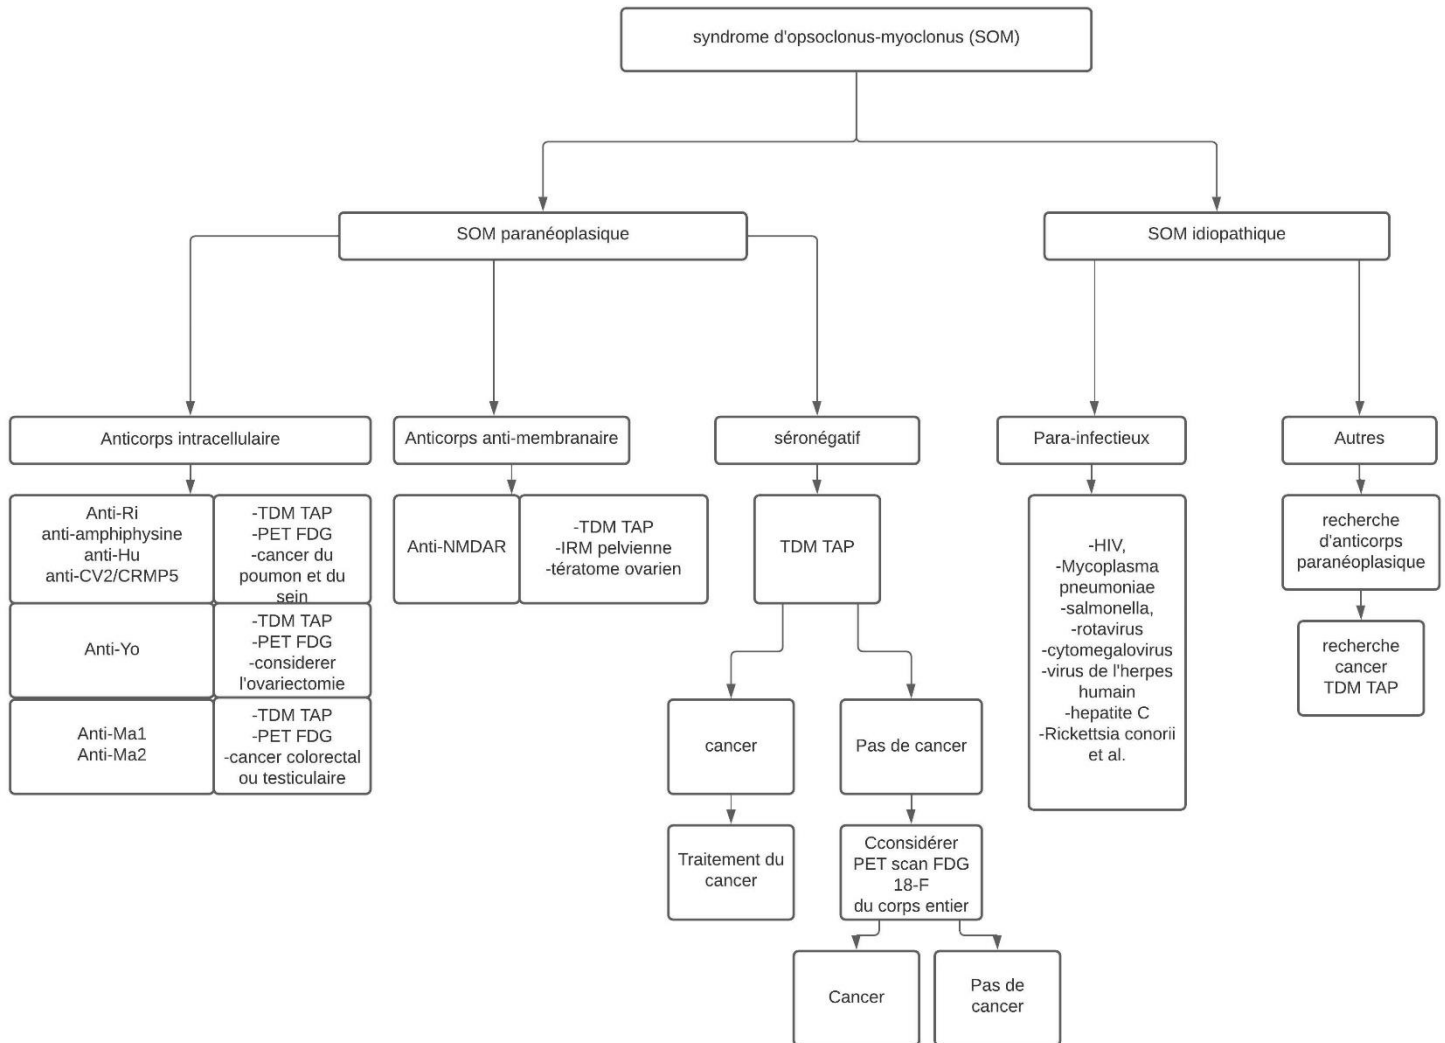 syndrome d'opsoclonus-myoclonus (SOM)
SOM paranéoplasique
SOM idiopathique
Anticorps intracellulaire
Anticorps anti-membranaire
séronégatif
Para-infectieux
Autres
Anti-Ri
anti-amphiphysine
anti-Hu
anti-CV2/CRMP5
-TDM TAP
-PET FDG
-cancer du
poumon et du
sein
Anti-Yo
-TDM TAP
-PET FDG
-considerer
l'ovariectomie
Anti-Ma1
Anti-Ma2
-TDM TAP
-PET FDG
-cancer colorectal
ou testiculaire
Anti-NMDAR
-TDM TAP
-IRM pelvienne
-tératome ovarien
TDM TAP
cancer
Pas de cancer
Traitement du
cancer
Cconsidérer
PET scan FDG
18-F
du corps entier
Cancer
Pas de
cancer
-HIV,
-Mycoplasma
pneumoniae
-salmonella,
-rotavirus
-cytomegalovirus
-virus de l'herpes
humain
-hepatite C
-Rickettsia conorii
et al.
recherche
d'anticorps
paranéoplasique
recherche
cancer
TDM TAP